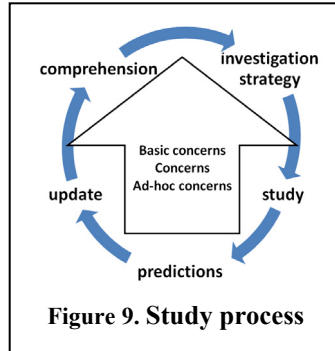 comprehension
investigation
strategy
Basic concerns
Concerns
Ad-hoc concerns
update
study
predictions
Figure 9. Study process